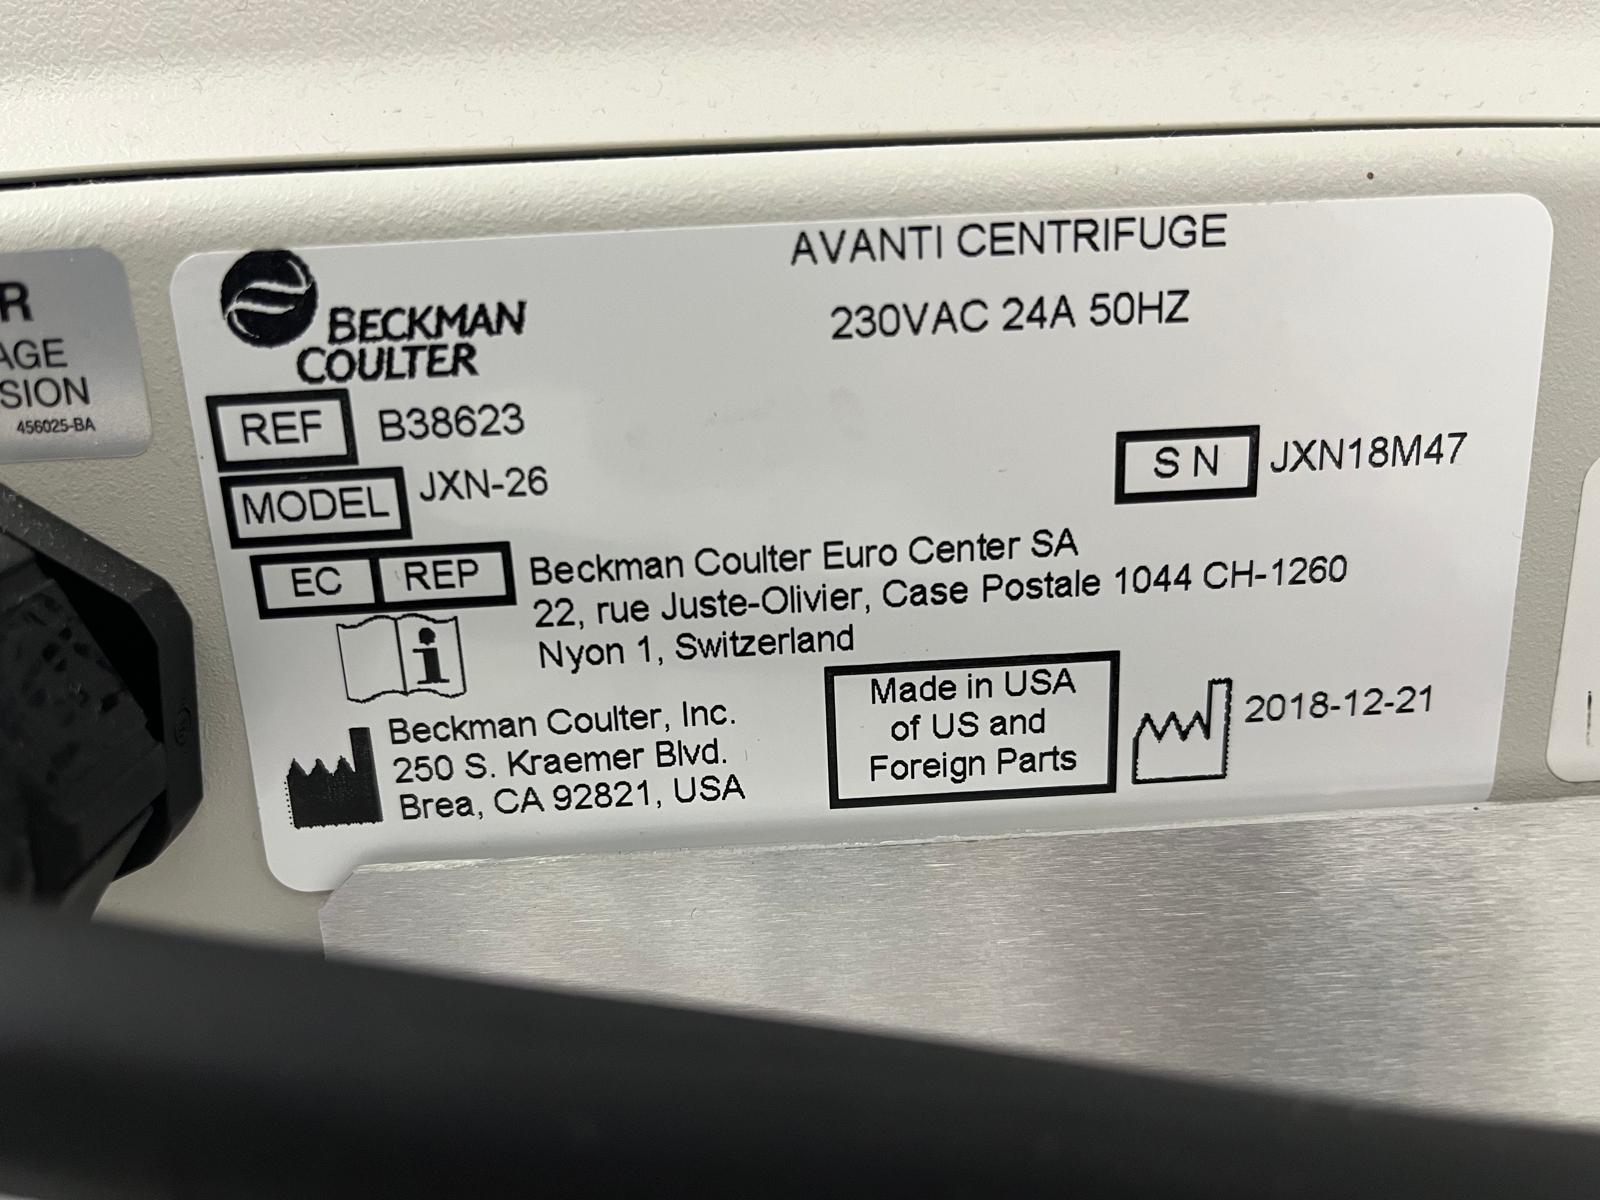 R
AGE
SION
456025-BA
BECKMAN
COULTER
AVANTI CENTRIFUGE
230VAC 24A 50HZ
REF B38623
MODEL JXN-26
S N JXN18M47
EC REP Beckman Coulter Euro Center SA
22, rue Juste-Olivier, Case Postale 1044 CH-1260
Nyon 1, Switzerland
Beckman Coulter, Inc.
250 S. Kraemer Blvd.
Brea, CA 92821, USA
Made in USA
of US and
Foreign Parts
2018-12-21